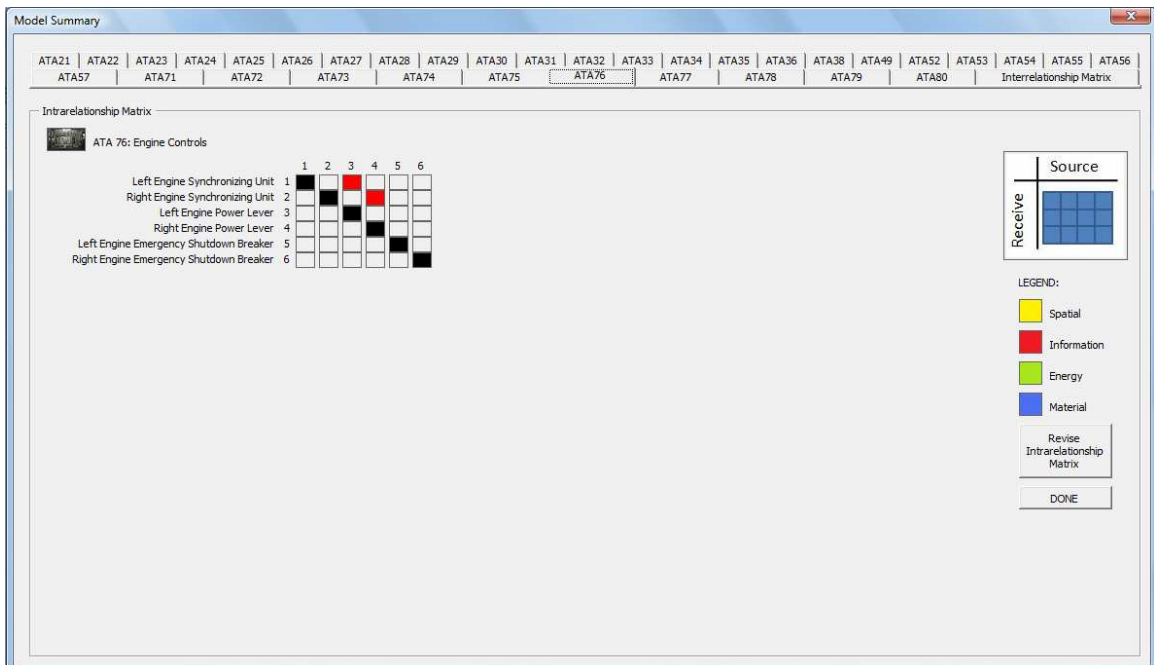 Model Summary
ATA21 ATA22 ATA23 ATA24 ATA25 ATA26 ATA27 ATA28 ATA29 ATA30 ATA31 ATA32 ATA33 ATA34 ATA35 ATA36 ATA38 ATA49 ATA52 ATA53 ATA54 ATA55 ATA56
ATA57 ATA71 ATA72 ATA73 ATA74 ATA75 ATA76 ATA77 ATA78 ATA79 ATA80 Interrelationship Matrix
Intrarelationship Matrix
ATA 76: Engine Controls
1 2 3 4 5 6
Left Engine Synchronizing Unit 1
Right Engine Synchronizing Unit 2
Left Engine Power Lever 3
Right Engine Power Lever 4
Left Engine Emergency Shutdown Breaker 5
Right Engine Emergency Shutdown Breaker 6
Source
Receive
LEGEND:
Spatial
Information
Energy
Material
Revise
Intrarelationship
Matrix
DONE